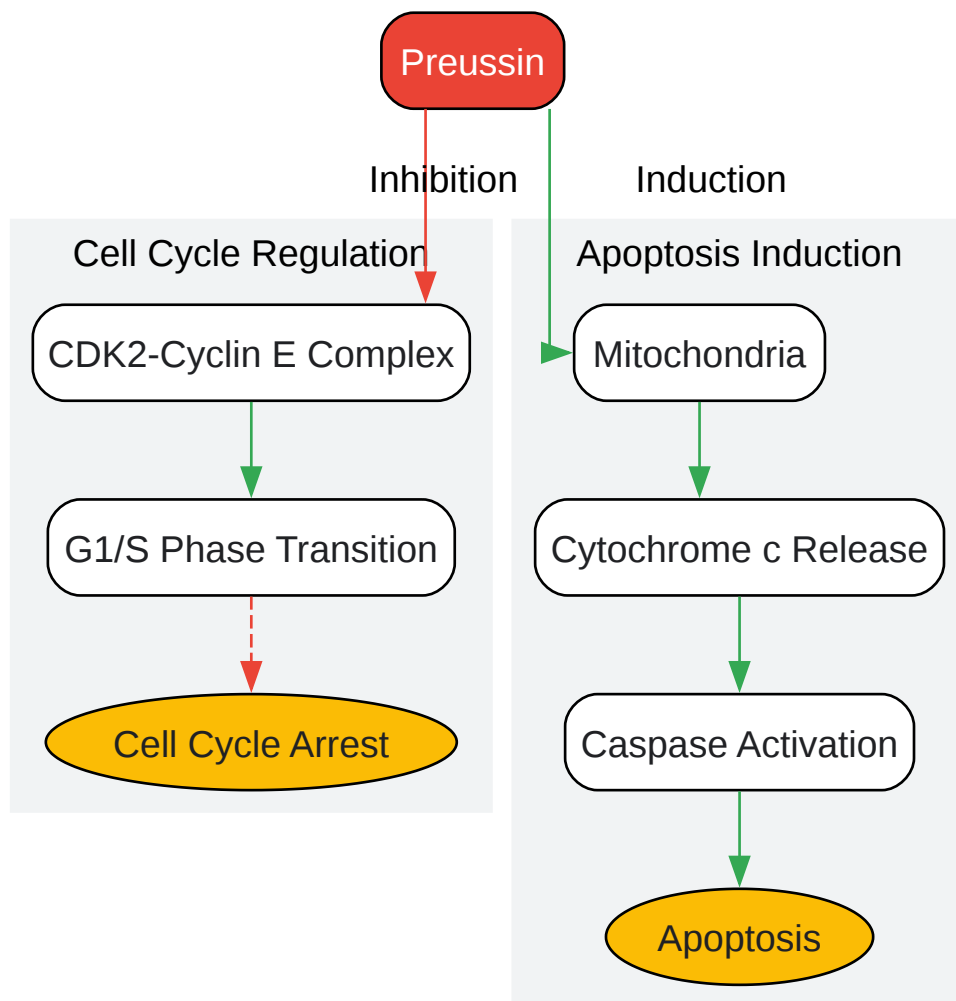 Preussin
Inhibition
Induction
Cell Cycle Regulation
Apoptosis Induction
CDK2-Cyclin E Complex
Mitochondria
G1/S Phase Transition
Cytochrome c Release
Cell Cycle Arrest
Caspase Activation
Apoptosis